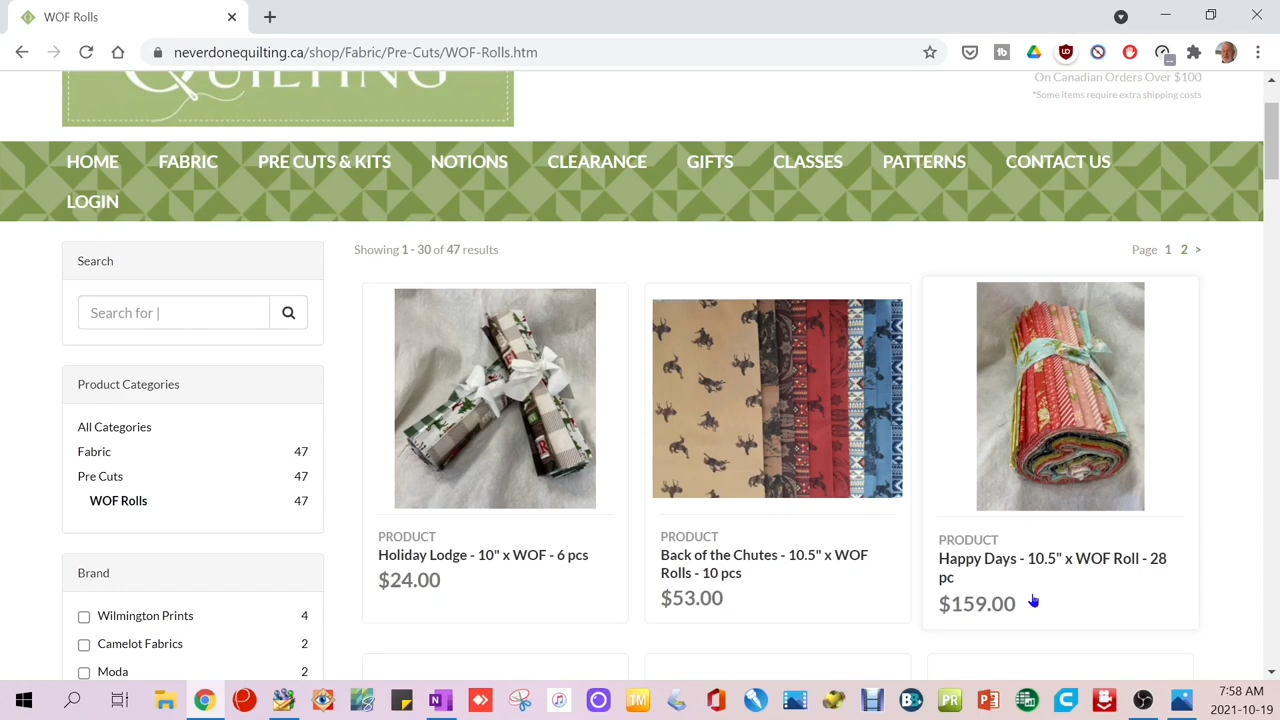 WOF Rolls
neverdonequilting.ca/shop/Fabric/Pre-Cuts/WOF-Rolls.htm
QUILTING
On Canadian Orders Over $100
*Some items require extra shipping costs
HOME FABRIC PRE CUTS & KITS NOTIONS CLEARANCE GIFTS CLASSES PATTERNS CONTACT US
LOGIN
Search
Search for
Product Categories
All Categories
Fabric 47
Pre Cuts 47
WOF Rolls 47
Brand
Wilmington Prints 4
Camelot Fabrics 2
Moda 2
Showing 1 - 30 of 47 results
Page 1 2 >
PRODUCT
Holiday Lodge - 10" x WOF - 6 pcs
$24.00
PRODUCT
Back of the Chutes - 10.5" x WOF
Rolls - 10 pcs
$53.00
PRODUCT
Happy Days - 10.5" x WOF Roll - 28
pc
$159.00
7:58 AM
2021-10-19